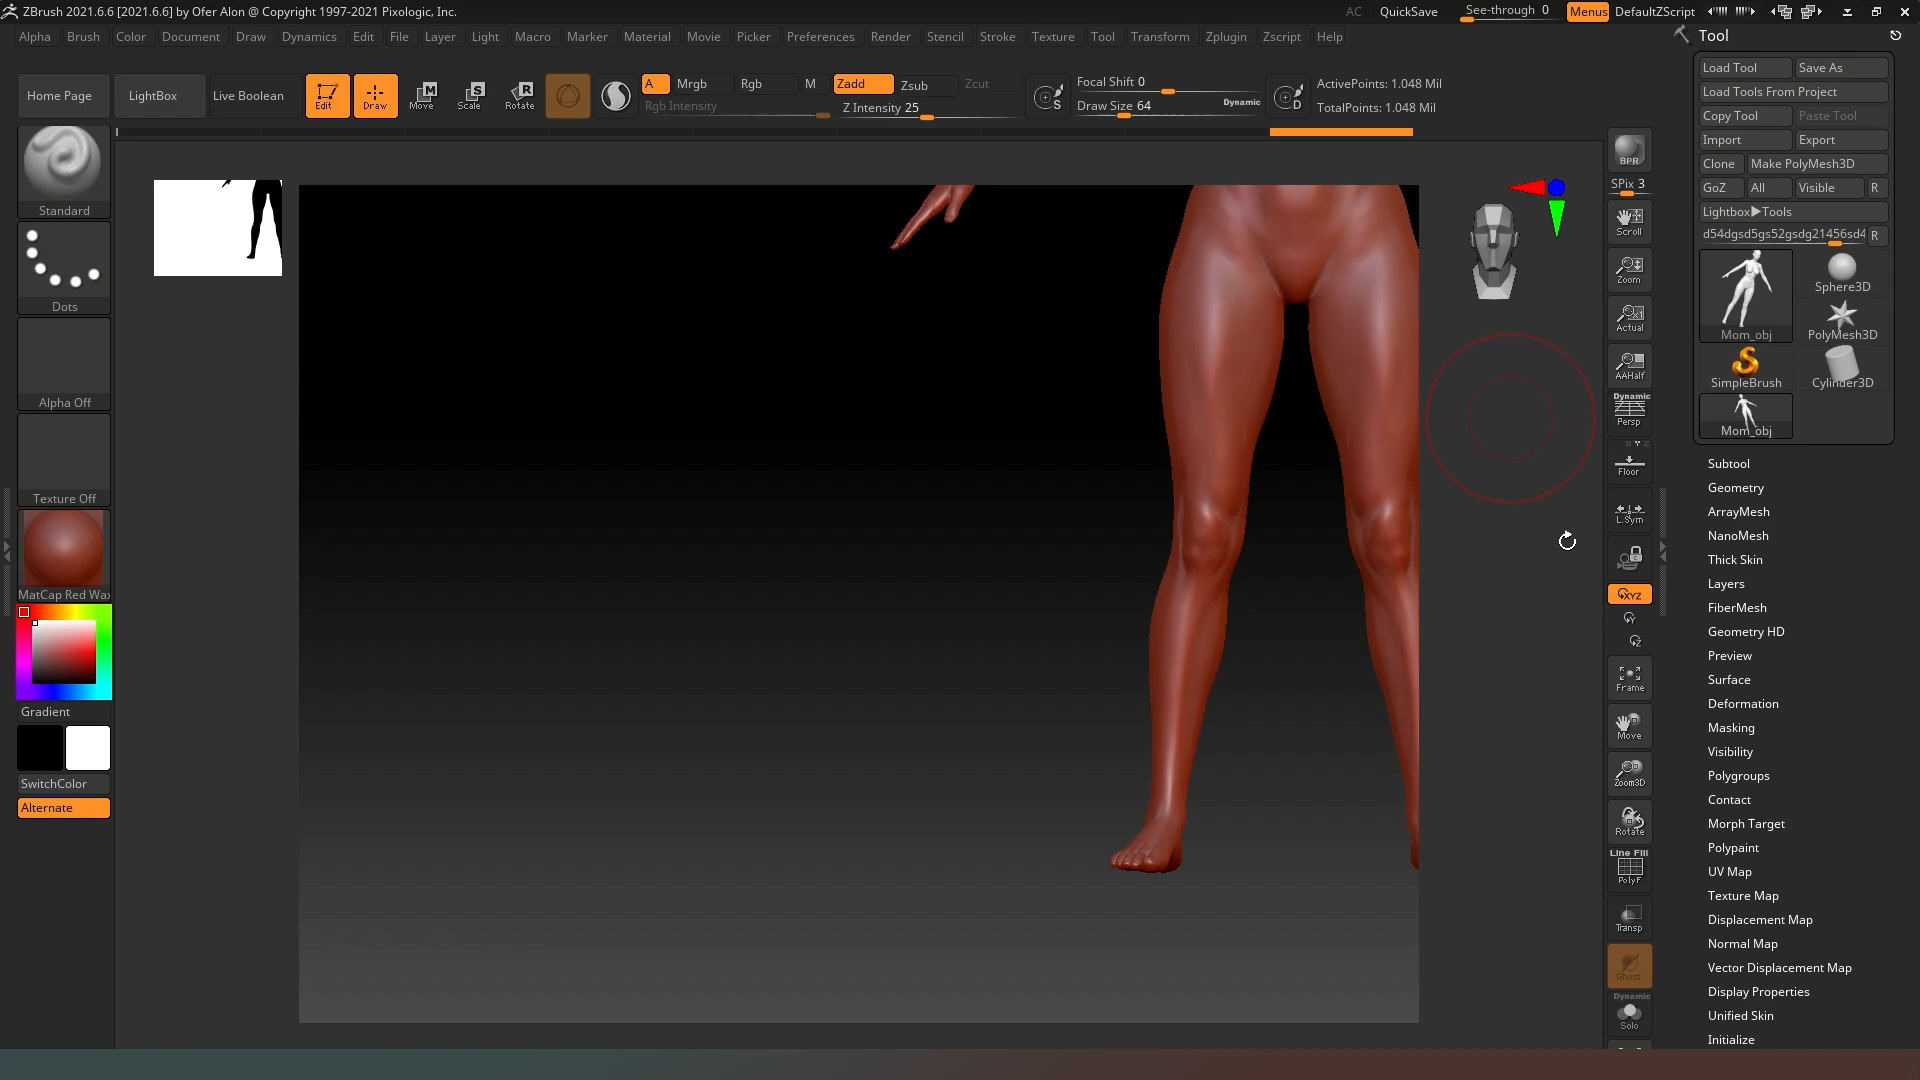 ZBrush 2021.6.6 [2021.6.6] by Ofer Alon @ Copyright 1997-2021 Pixologic, Inc. AC QuickSave See-through 0 Menus DefaultZScript
Alpha Brush Color Document Draw Dynamics Edit File Layer Light Macro Marker Material Movie Picker Preferences Render Stencil Stroke Texture Tool Transform Zplugin Zscript Help
Home Page LightBox Live Boolean Edit Draw Move Scale Rotate
M S R
A Mrgb Rgb M Zadd Zsub Zcut
Rgb Intensity Z Intensity 25
S Focal Shift 0
Draw Size 64 Dynamic
D ActivePoints: 1.048 Mil
TotalPoints: 1.048 Mil
Standard
Dots
Alpha Off
Texture Off
MatCap Red Wax
Gradient
SwitchColor
Alternate
BPR
SPix 3
Scroll
Zoom
Actual
AAHalf
Dynamic
Persp
Floor
L.Sym
XYZ
Frame
Move
Zoom3D
Rotate
Line Fill
PolyF
Transp
Ghost
Dynamic
Solo
Tool
Load Tool Save As
Load Tools From Project
Copy Tool Paste Tool
Import Export
Clone Make PolyMesh3D
GoZ All Visible R
Lightbox▶Tools
d54dgsd5gs52gsdg21456sd4 R
Mom_obj Sphere3D
PolyMesh3D
SimpleBrush Cylinder3D
Mom_obj
Subtool
Geometry
ArrayMesh
NanoMesh
Thick Skin
Layers
FiberMesh
Geometry HD
Preview
Surface
Deformation
Masking
Visibility
Polygroups
Contact
Morph Target
Polypaint
UV Map
Texture Map
Displacement Map
Normal Map
Vector Displacement Map
Display Properties
Unified Skin
Initialize